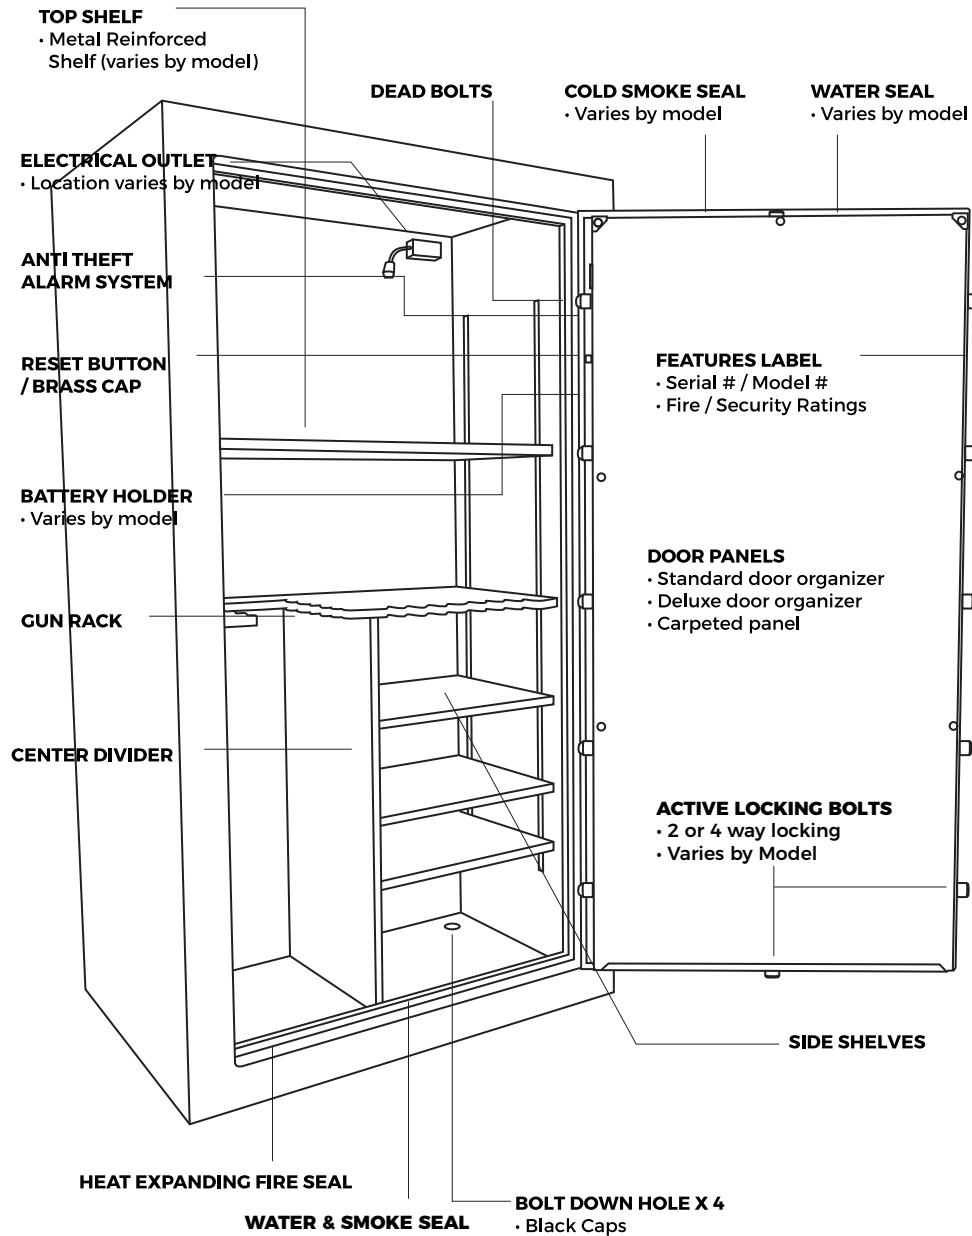 TOP SHELF
• Metal Reinforced
Shelf (varies by model)
DEAD BOLTS
COLD SMOKE SEAL
• Varies by model
WATER SEAL
• Varies by model
ELECTRICAL OUTLET
• Location varies by model
ANTI THEFT
ALARM SYSTEM
RESET BUTTON
/ BRASS CAP
FEATURES LABEL
• Serial # / Model #
• Fire / Security Ratings
BATTERY HOLDER
• Varies by model
DOOR PANELS
• Standard door organizer
• Deluxe door organizer
• Carpeted panel
GUN RACK
CENTER DIVIDER
ACTIVE LOCKING BOLTS
• 2 or 4 way locking
• Varies by Model
SIDE SHELVES
HEAT EXPANDING FIRE SEAL
WATER & SMOKE SEAL
BOLT DOWN HOLE X 4
• Black Caps